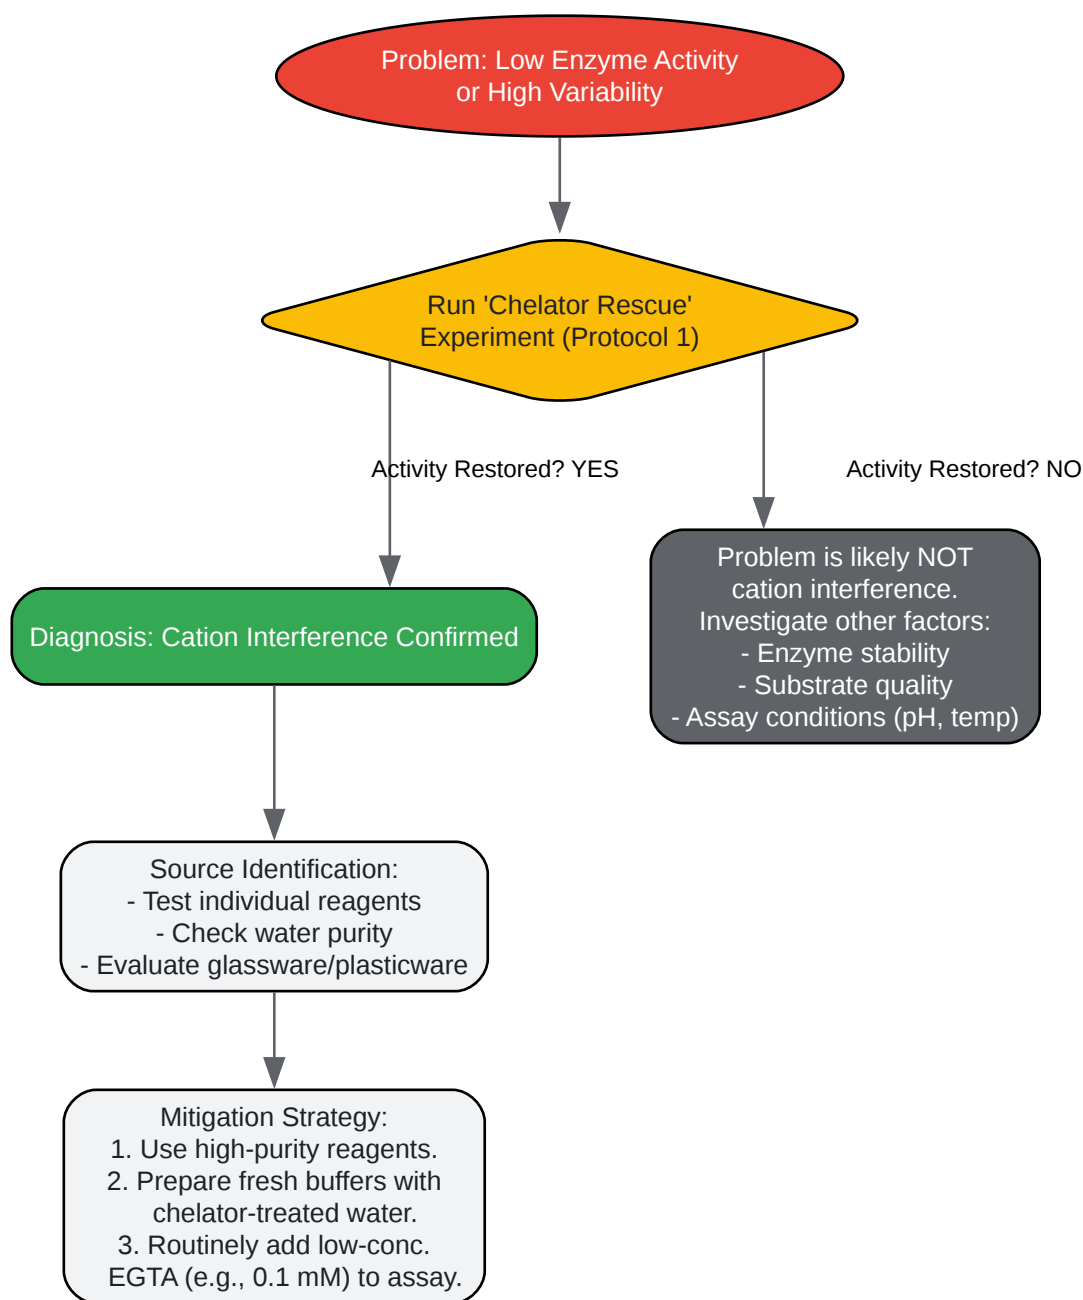 Problem: Low Enzyme Activity
or High Variability
Run 'Chelator Rescue'
Experiment (Protocol 1)
Activity Restored? YES
Activity Restored? NO
Problem is likely NOT
cation interference.
Investigate other factors:
- Enzyme stability
- Substrate quality
- Assay conditions (pH, temp)
Diagnosis: Cation Interference Confirmed
Source Identification:
- Test individual reagents
- Check water purity
- Evaluate glassware/plasticware
Mitigation Strategy:
1. Use high-purity reagents.
2. Prepare fresh buffers with
chelator-treated water.
3. Routinely add low-conc.
EGTA (e.g., 0.1 mM) to assay.